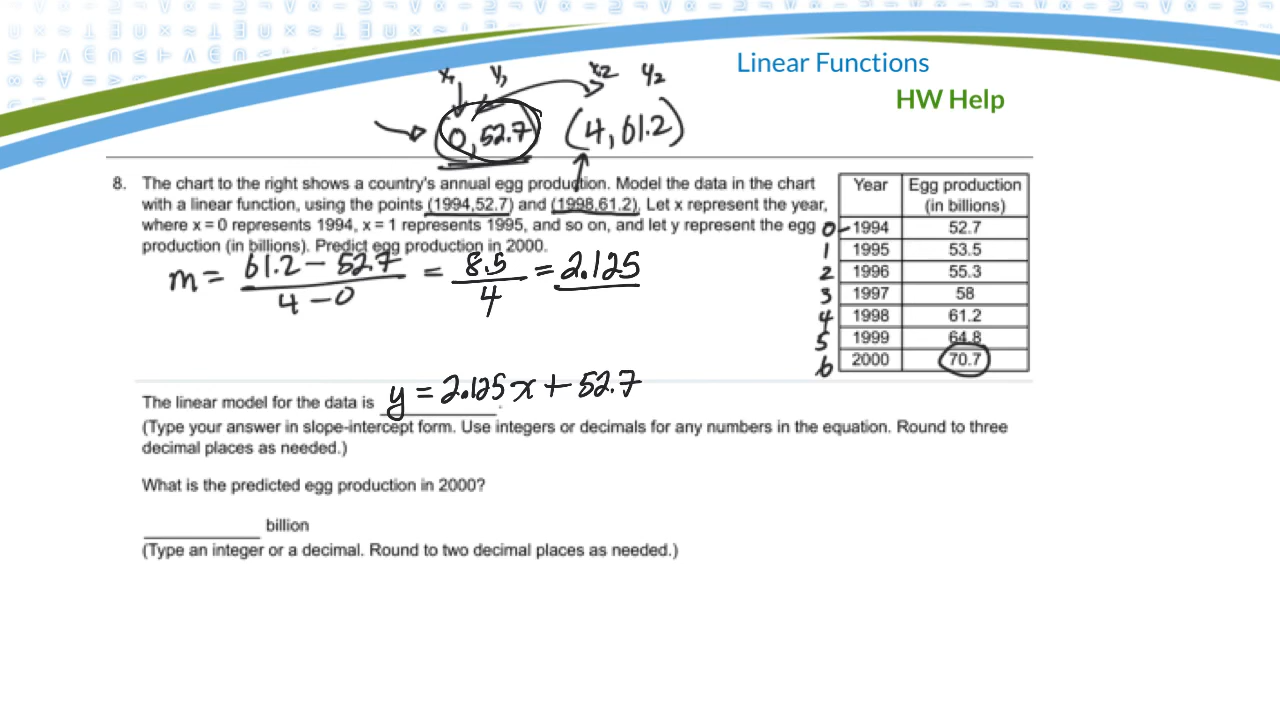 Linear Functions
HW Help
x1 y1 x2 y2
(0, 52.7) (4, 61.2)
8. The chart to the right shows a country's annual egg production. Model the data in the chart
with a linear function, using the points (1994,52.7) and (1998,61.2). Let x represent the year,
where x = 0 represents 1994, x = 1 represents 1995, and so on, and let y represent the egg
production (in billions). Predict egg production in 2000.
m = 61.2 − 52.7 / 4 − 0 = 8.5 / 4 = 2.125
Year Egg production
(in billions)
0 1994 52.7
1 1995 53.5
2 1996 55.3
3 1997 58
4 1998 61.2
5 1999 64.8
6 2000 70.7
The linear model for the data is y = 2.125x + 52.7.
(Type your answer in slope-intercept form. Use integers or decimals for any numbers in the equation. Round to three
decimal places as needed.)
What is the predicted egg production in 2000?
billion
(Type an integer or a decimal. Round to two decimal places as needed.)